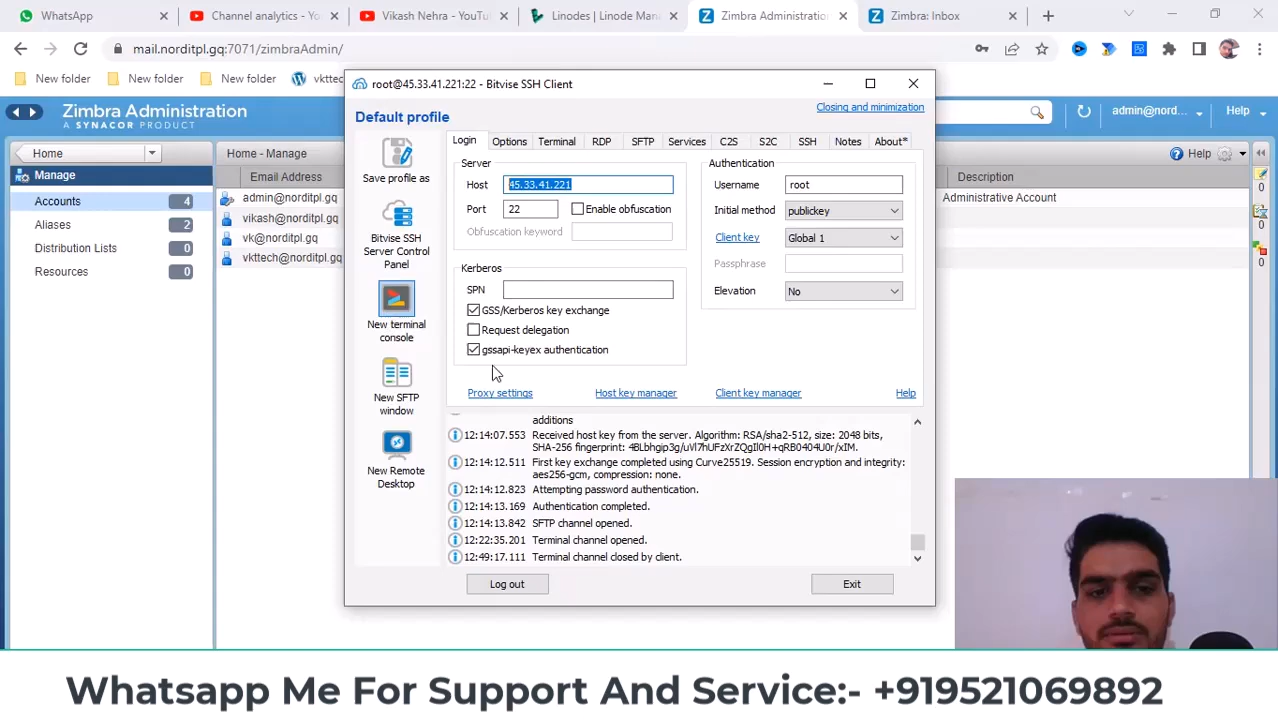 WhatsApp
Channel analytics - Yo
Vikash Nehra - YouTu
Linodes | Linode Man
Zimbra Administratio
Zimbra: Inbox
mail.norditpl.gq:7071/zimbraAdmin/
New folder
New folder
New folder
vkttec
root@45.33.41.221:22 - Bitvise SSH Client
Closing and minimization
Default profile
Zimbra Administration
A SYNACOR PRODUCT
admin@nord...
Help
Home
Home - Manage
Help
Manage
Email Address
Description
Accounts 4
admin@norditpl.gq
Administrative Account
Aliases 2
vikash@norditpl.gq
Distribution Lists 0
vk@norditpl.gq
Resources 0
vkttech@norditpl.gq
0
0
0
Save profile as
Bitvise SSH
Server Control
Panel
New terminal
console
New SFTP
window
New Remote
Desktop
Login Options Terminal RDP SFTP Services C2S S2C SSH Notes About*
Server
Host 45.33.41.221
Port 22 Enable obfuscation
Obfuscation keyword
Kerberos
SPN
GSS/Kerberos key exchange
Request delegation
gssapi-keyex authentication
Authentication
Username root
Initial method publickey
Client key Global 1
Passphrase
Elevation No
Proxy settings Host key manager Client key manager Help
additions
12:14:07.553 Received host key from the server. Algorithm: RSA/sha2-512, size: 2048 bits,
12:14:12.511 First key exchange completed using Curve25519. Session encryption and integrity:
aes256-gcm, compression: none.
12:14:12.823 Attempting password authentication.
12:14:13.169 Authentication completed.
12:14:13.842 SFTP channel opened.
12:22:35.201 Terminal channel opened.
12:49:17.111 Terminal channel closed by client.
Log out Exit
Whatsapp Me For Support And Service:- +919521069892